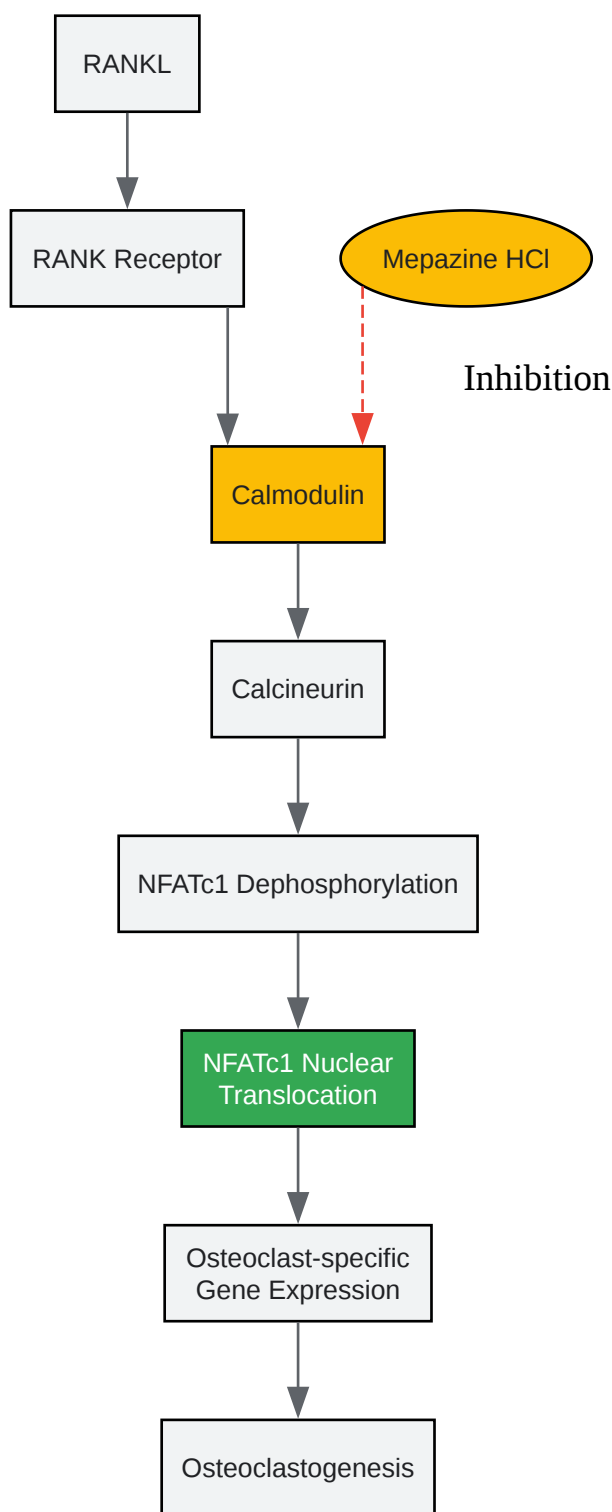 RANKL
RANK Receptor
Mepazine HCl
Inhibition
Calmodulin
Calcineurin
NFATc1 Dephosphorylation
NFATc1 Nuclear
Translocation
Osteoclast-specific
Gene Expression
Osteoclastogenesis